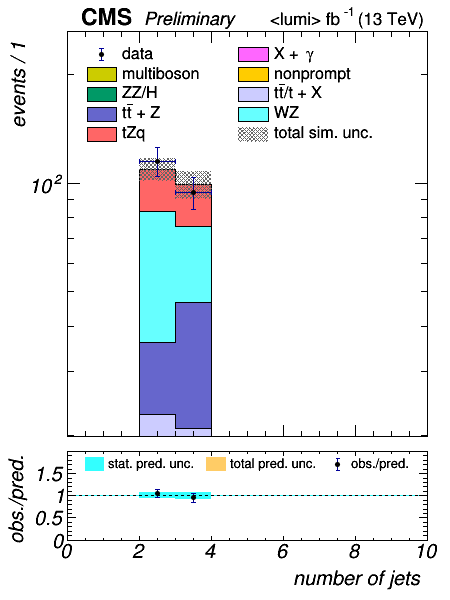 CMS Preliminary <lumi> fb⁻¹ (13 TeV)
events / 1
data
X + γ
multiboson
nonprompt
ZZ/H
tt̄/t + X
tt̄ + Z
WZ
tZq
total sim. unc.
10²
obs./pred.
stat. pred. unc.
total pred. unc.
obs./pred.
1.5
1
0.5
0
0 2 4 6 8 10
number of jets